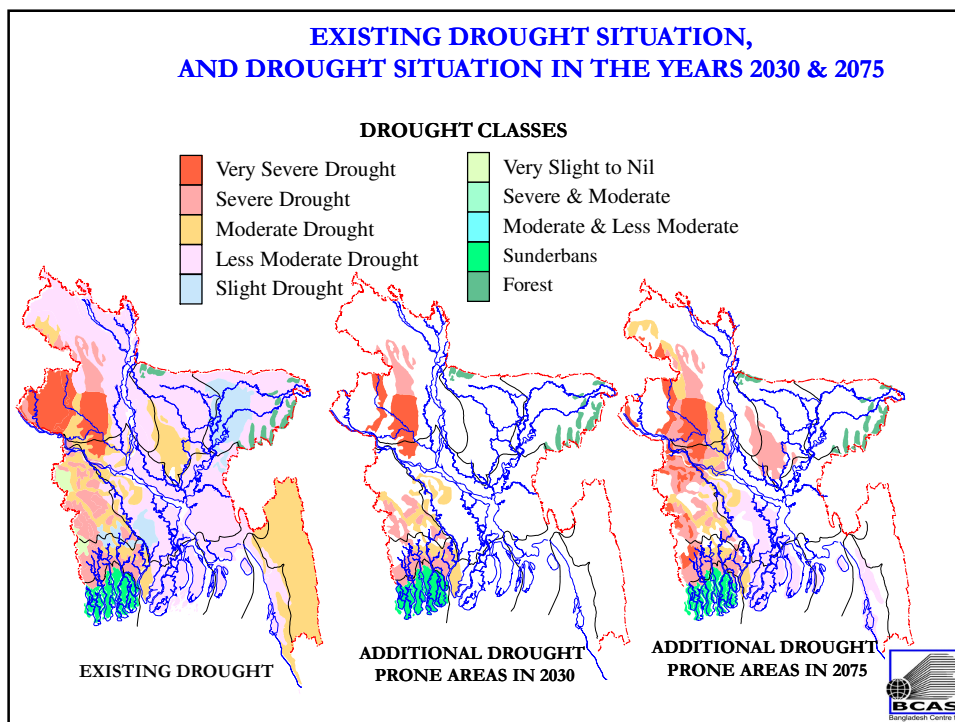 EXISTING DROUGHT SITUATION,
AND DROUGHT SITUATION IN THE YEARS 2030 & 2075
DROUGHT CLASSES
Very Severe Drought
Severe Drought
Moderate Drought
Less Moderate Drought
Slight Drought
Very Slight to Nil
Severe & Moderate
Moderate & Less Moderate
Sunderbans
Forest
EXISTING DROUGHT
ADDITIONAL DROUGHT
PRONE AREAS IN 2030
ADDITIONAL DROUGHT
PRONE AREAS IN 2075
BCAS
Bangladesh Centre